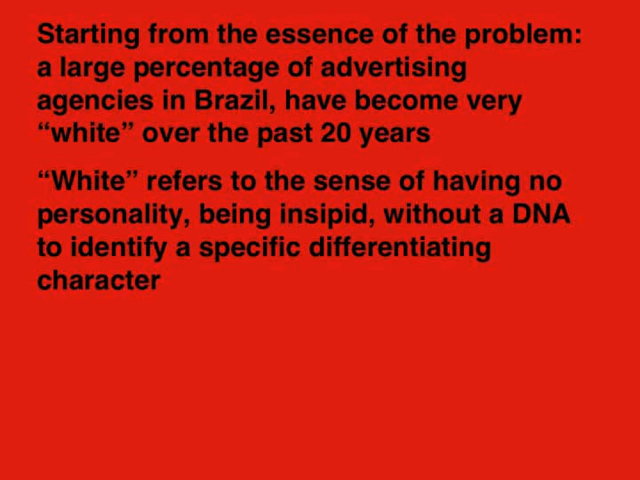 Starting from the essence of the problem:
a large percentage of advertising
agencies in Brazil, have become very
“white” over the past 20 years
“White” refers to the sense of having no
personality, being insipid, without a DNA
to identify a specific differentiating
character